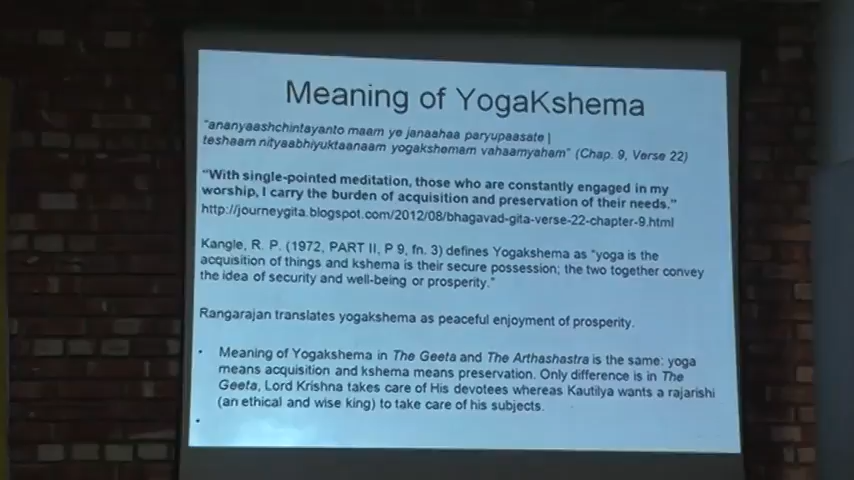 Meaning of YogaKshema
"ananyaashchintayanto maam ye janaahaa paryupaasate |
teshaam nityaabhiyuktaanaam yogakshemam vahaamyaham" (Chap. 9, Verse 22)
"With single-pointed meditation, those who are constantly engaged in my
worship, I carry the burden of acquisition and preservation of their needs."
http://journeygita.blogspot.com/2012/08/bhagavad-gita-verse-22-chapter-9.html
Kangle, R. P. (1972, PART II, P 9, fn. 3) defines Yogakshema as "yoga is the
acquisition of things and kshema is their secure possession; the two together convey
the idea of security and well-being or prosperity."
Rangarajan translates yogakshema as peaceful enjoyment of prosperity.
• Meaning of Yogakshema in The Geeta and The Arthashastra is the same: yoga
means acquisition and kshema means preservation. Only difference is in The
Geeta, Lord Krishna takes care of His devotees whereas Kautilya wants a rajarishi
(an ethical and wise king) to take care of his subjects.
•